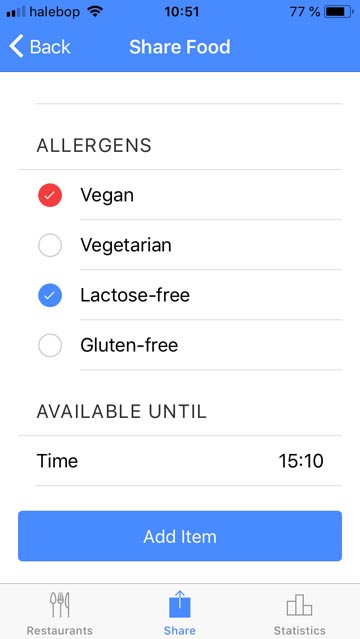 halebop 10:51 77 %
Back Share Food
ALLERGENS
Vegan
Vegetarian
Lactose-free
Gluten-free
AVAILABLE UNTIL
Time 15:10
Add Item
Restaurants Share Statistics